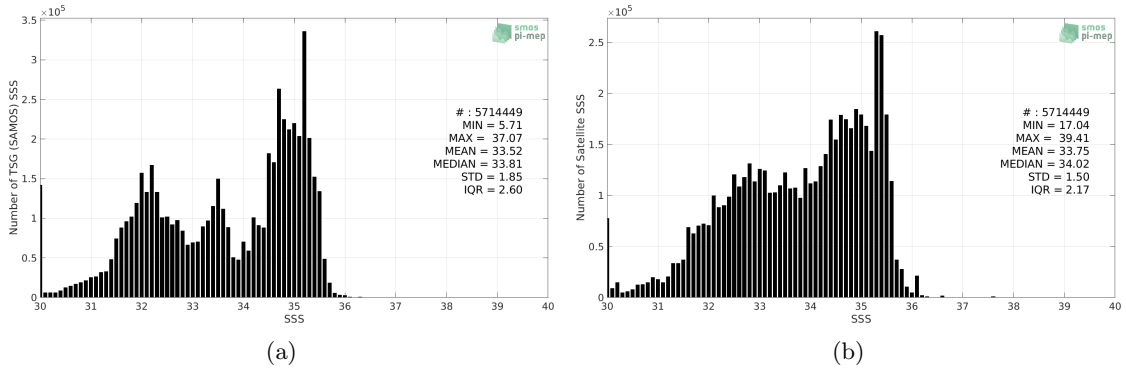 ×10^5
3.5
3
2.5
2
1.5
1
0.5
0
Number of TSG (SAMOS) SSS
smos
pi-mep
# : 5714449
MIN = 5.71
MAX = 37.07
MEAN = 33.52
MEDIAN = 33.81
STD = 1.85
IQR = 2.60
30 31 32 33 34 35 36 37 38 39 40
SSS
(a)
×10^5
2.5
2
1.5
1
0.5
0
Number of Satellite SSS
smos
pi-mep
# : 5714449
MIN = 17.04
MAX = 39.41
MEAN = 33.75
MEDIAN = 34.02
STD = 1.50
IQR = 2.17
30 31 32 33 34 35 36 37 38 39 40
SSS
(b)